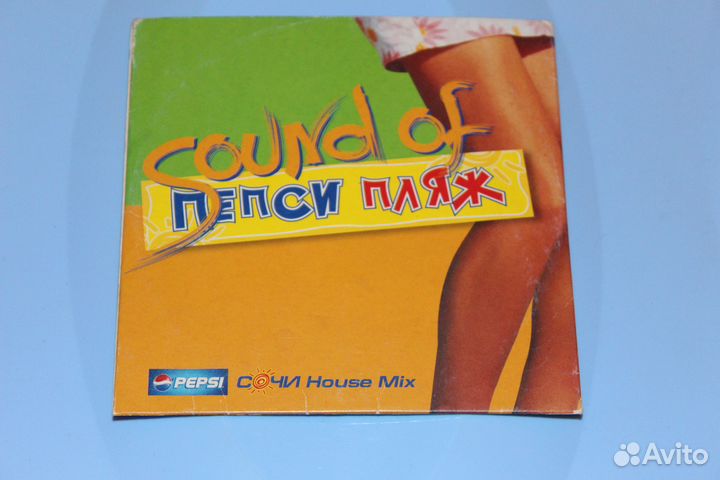 Sound of
ПЕПСИ ПЛЯЖ
PEPSI СОЧИ House Mix
Avito